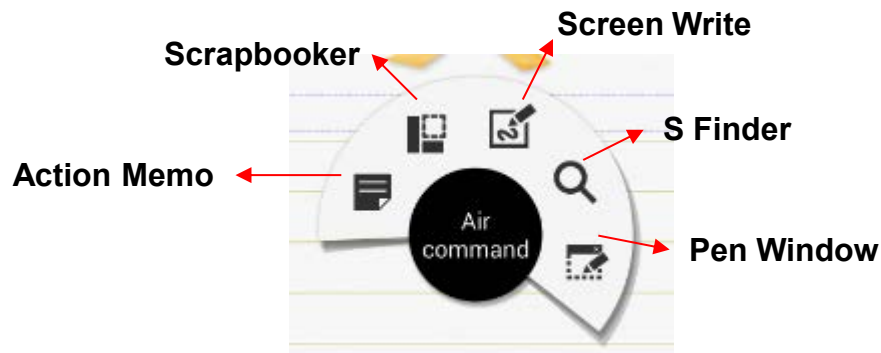 Screen Write
Scrapbooker
S Finder
Action Memo
Air
command
Pen Window